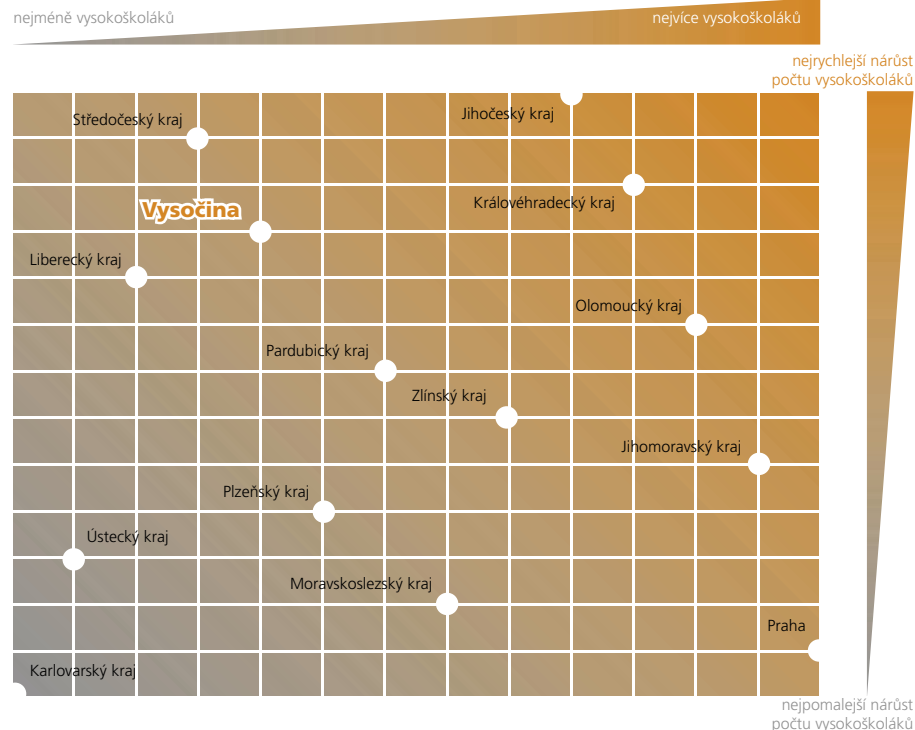 nejméně vysokoškoláků
nejvíce vysokoškoláků
nejrychlejší nárůst
počtu vysokoškoláků
Středočeský kraj
Jihočeský kraj
Královéhradecký kraj
Vysočina
Liberecký kraj
Olomoucký kraj
Pardubický kraj
Zlínský kraj
Jihomoravský kraj
Plzeňský kraj
Ústecký kraj
Moravskoslezský kraj
Praha
Karlovarský kraj
nejpomalejší nárůst
počtu vysokoškoláků